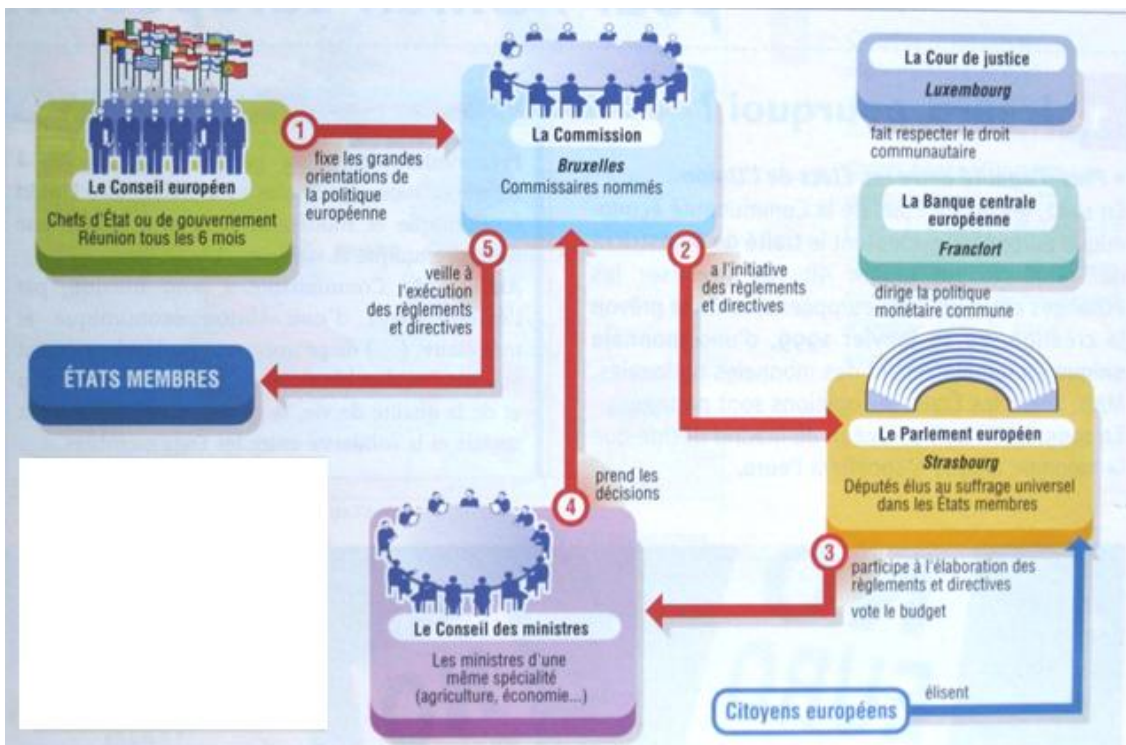 Le Conseil européen
Chefs d'État ou de gouvernement
Réunion tous les 6 mois
1
fixe les grandes
orientations de
la politique
européenne
La Commission
Bruxelles
Commissaires nommés
La Cour de justice
Luxembourg
fait respecter le droit
communautaire
La Banque centrale
européenne
Francfort
dirige la politique
monétaire commune
5
veille à
l'exécution
des règlements
et directives
2
a l'initiative
des règlements
et directives
ÉTATS MEMBRES
Le Parlement européen
Strasbourg
Députés élus au suffrage universel
dans les États membres
prend les
décisions
4
3
participe à l'élaboration des
règlements et directives
vote le budget
Le Conseil des ministres
Les ministres d'une
même spécialité
(agriculture, économie...)
élisent
Citoyens européens